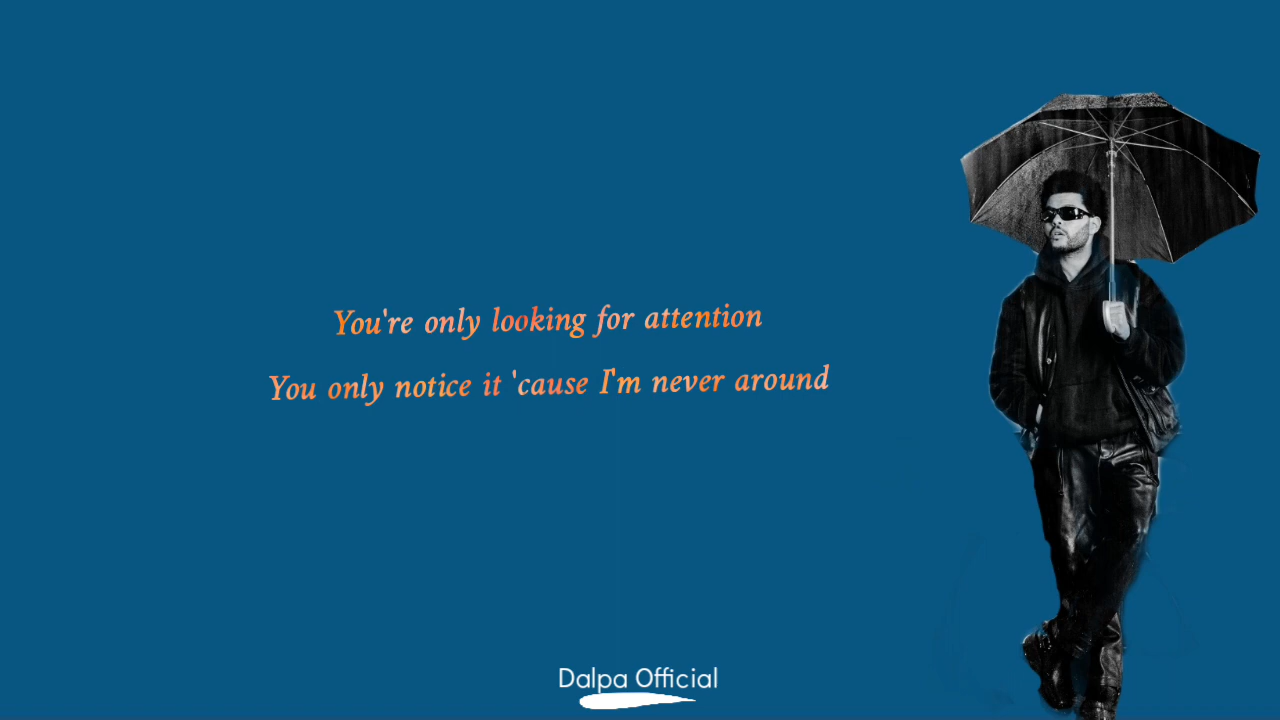 You're only looking for attention
You only notice it 'cause I'm never around
Dalpa Official